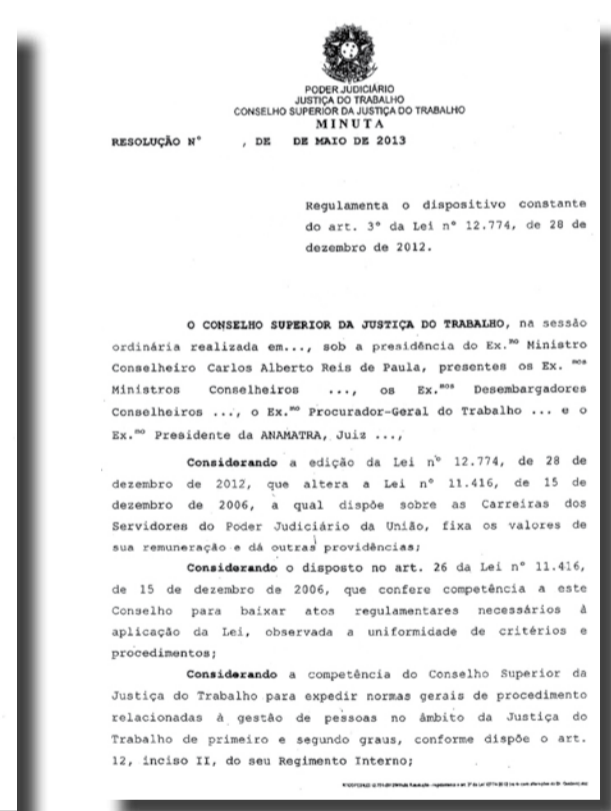 PODER JUDICIÁRIO
JUSTIÇA DO TRABALHO
CONSELHO SUPERIOR DA JUSTIÇA DO TRABALHO
MINUTA
RESOLUÇÃO N° , DE DE MAIO DE 2013
Regulamenta o dispositivo constante
do art. 3° da Lei n° 12.774, de 28 de
dezembro de 2012.
O CONSELHO SUPERIOR DA JUSTIÇA DO TRABALHO, na sessão
ordinária realizada em..., sob a presidência do Ex.mo Ministro
Conselheiro Carlos Alberto Reis de Paula, presentes os Ex. mos
Ministros Conselheiros ..., os Ex.mos Desembargadores
Conselheiros ..., o Ex.mo Procurador-Geral do Trabalho ... e o
Ex.mo Presidente da ANAMATRA, Juiz ...,
Considerando a edição da Lei n° 12.774, de 28 de
dezembro de 2012, que altera a Lei n° 11.416, de 15 de
dezembro de 2006, a qual dispõe sobre as Carreiras dos
Servidores do Poder Judiciário da União, fixa os valores de
sua remuneração e dá outras providências;
Considerando o disposto no art. 26 da Lei n° 11.416,
de 15 de dezembro de 2006, que confere competência a este
Conselho para baixar atos regulamentares necessários à
aplicação da Lei, observada a uniformidade de critérios e
procedimentos;
Considerando a competência do Conselho Superior da
Justiça do Trabalho para expedir normas gerais de procedimento
relacionadas à gestão de pessoas no âmbito da Justiça do
Trabalho de primeiro e segundo graus, conforme dispõe o art.
12, inciso II, do seu Regimento Interno;